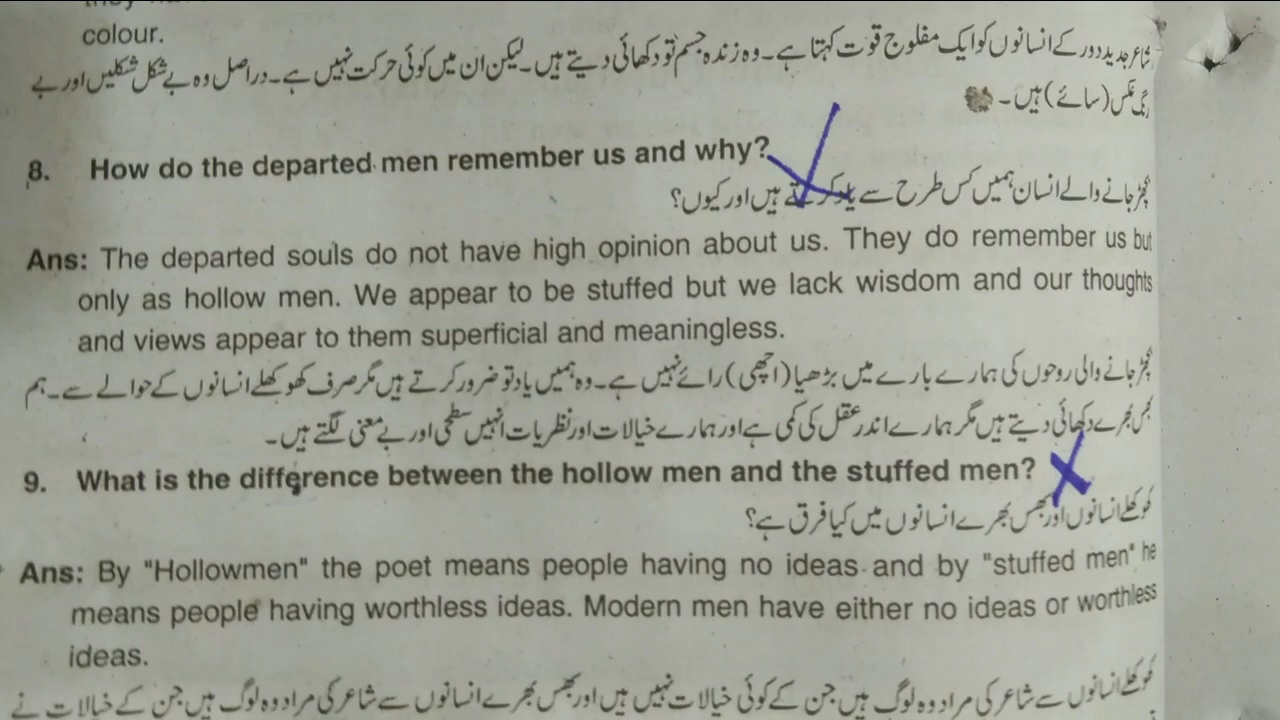 colour.
شاعر جدید دور کے انسانوں کو ایک مفلوج قوت کہتا ہے۔ وہ زندہ جسم تو دکھائی دیتے ہیں۔ لیکن ان میں کوئی حرکت نہیں ہے۔ دراصل وہ بے شکل شکلیں اور بے
رنگ عکس (سائے) ہیں۔
8. How do the departed men remember us and why?
بچھڑ جانے والے انسان ہمیں کس طرح سے یاد کرتے ہیں اور کیوں؟
Ans: The departed souls do not have high opinion about us. They do remember us but
only as hollow men. We appear to be stuffed but we lack wisdom and our thoughts
and views appear to them superficial and meaningless.
بچھڑ جانے والی روحوں کی ہمارے بارے میں بڑھیا (اچھی) رائے نہیں ہے۔ وہ ہمیں یاد تو ضرور کرتے ہیں مگر صرف کھوکھلے انسانوں کے حوالے سے۔ ہم
بھس بھرے دکھائی دیتے ہیں مگر ہمارے اندر عقل کی کمی ہے اور ہمارے خیالات اور نظریات انہیں سطحی اور بے معنی لگتے ہیں۔
9. What is the difference between the hollow men and the stuffed men?
کھوکھلے انسانوں اور بھس بھرے انسانوں میں کیا فرق ہے؟
Ans: By "Hollowmen" the poet means people having no ideas and by "stuffed men" he
means people having worthless ideas. Modern men have either no ideas or worthless
ideas.
کھوکھلے انسانوں سے شاعر کی مراد وہ لوگ ہیں جن کے کوئی خیالات نہیں ہیں اور بھس بھرے انسانوں سے شاعر کی مراد وہ لوگ ہیں جن کے خیالات نے